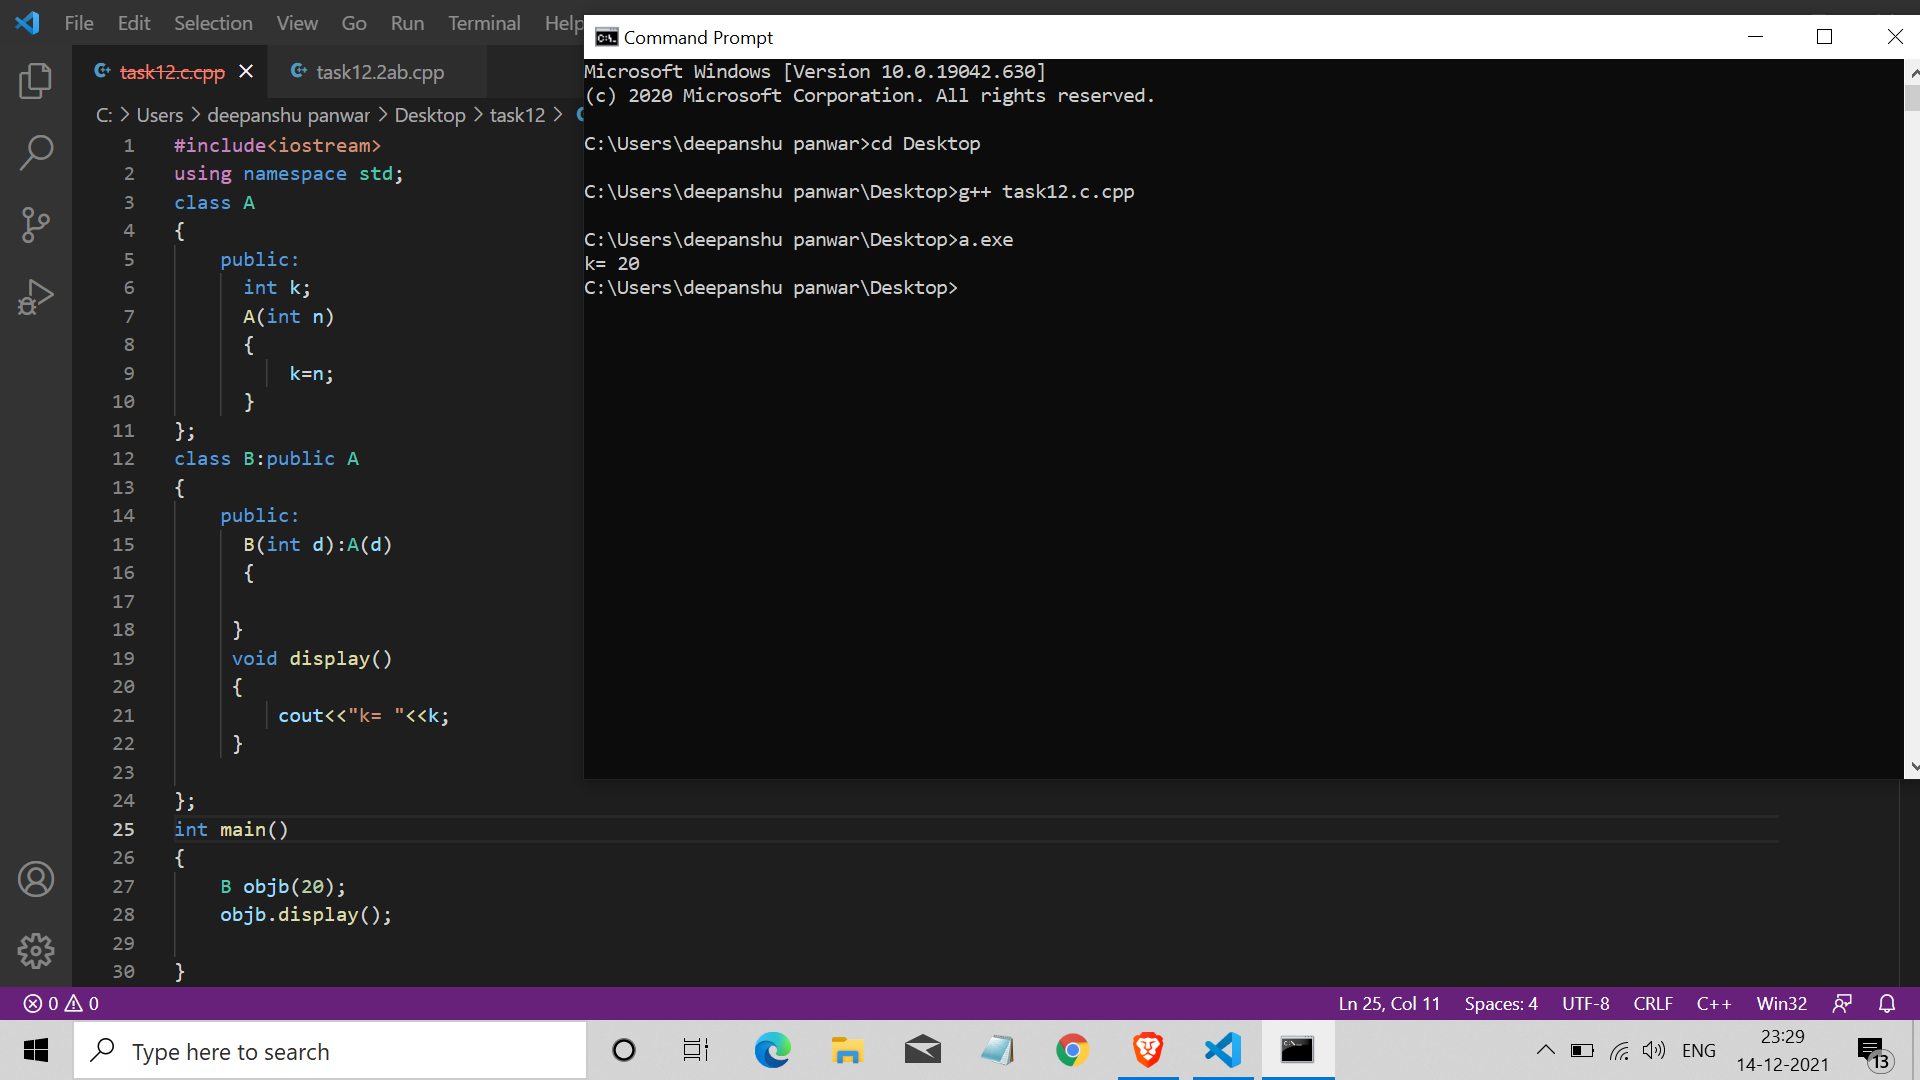 File Edit Selection View Go Run Terminal Help
task12.c.cpp task12.2ab.cpp
C: > Users > deepanshu panwar > Desktop > task12 >
1 #include<iostream>
2 using namespace std;
3 class A
4 {
5 public:
6 int k;
7 A(int n)
8 {
9 k=n;
10 }
11 };
12 class B:public A
13 {
14 public:
15 B(int d):A(d)
16 {
17
18 }
19 void display()
20 {
21 cout<<"k= "<<k;
22 }
23
24 };
25 int main()
26 {
27 B objb(20);
28 objb.display();
29
30 }
Command Prompt
Microsoft Windows [Version 10.0.19042.630]
(c) 2020 Microsoft Corporation. All rights reserved.
C:\Users\deepanshu panwar>cd Desktop
C:\Users\deepanshu panwar\Desktop>g++ task12.c.cpp
C:\Users\deepanshu panwar\Desktop>a.exe
k= 20
C:\Users\deepanshu panwar\Desktop>
0 0 Ln 25, Col 11 Spaces: 4 UTF-8 CRLF C++ Win32
Type here to search
ENG
23:29
14-12-2021
13